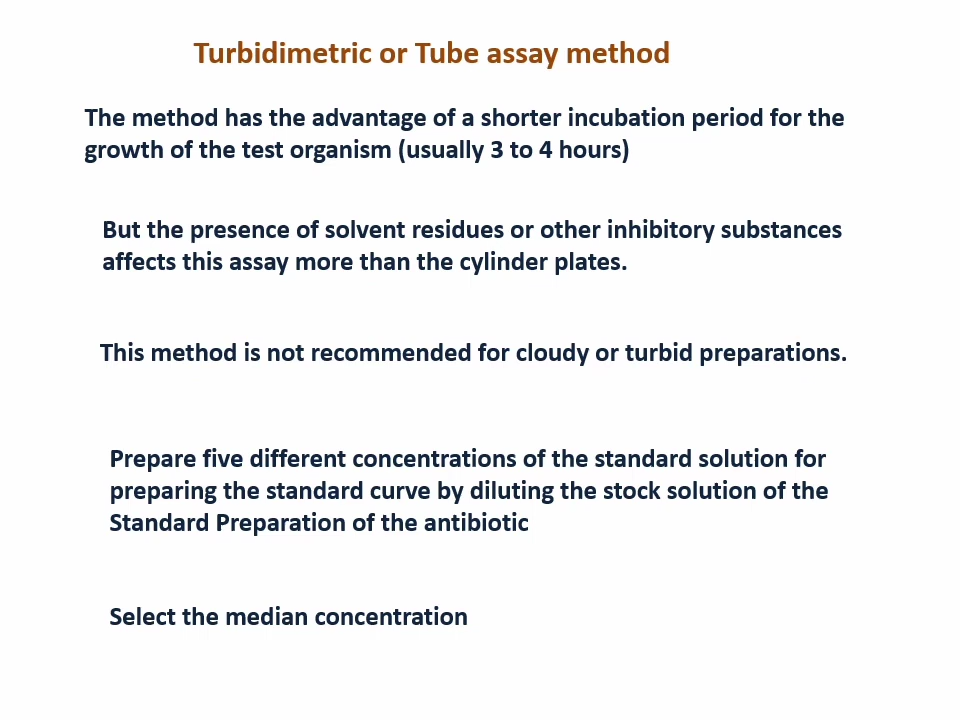 Turbidimetric or Tube assay method
The method has the advantage of a shorter incubation period for the
growth of the test organism (usually 3 to 4 hours)
But the presence of solvent residues or other inhibitory substances
affects this assay more than the cylinder plates.
This method is not recommended for cloudy or turbid preparations.
Prepare five different concentrations of the standard solution for
preparing the standard curve by diluting the stock solution of the
Standard Preparation of the antibiotic
Select the median concentration